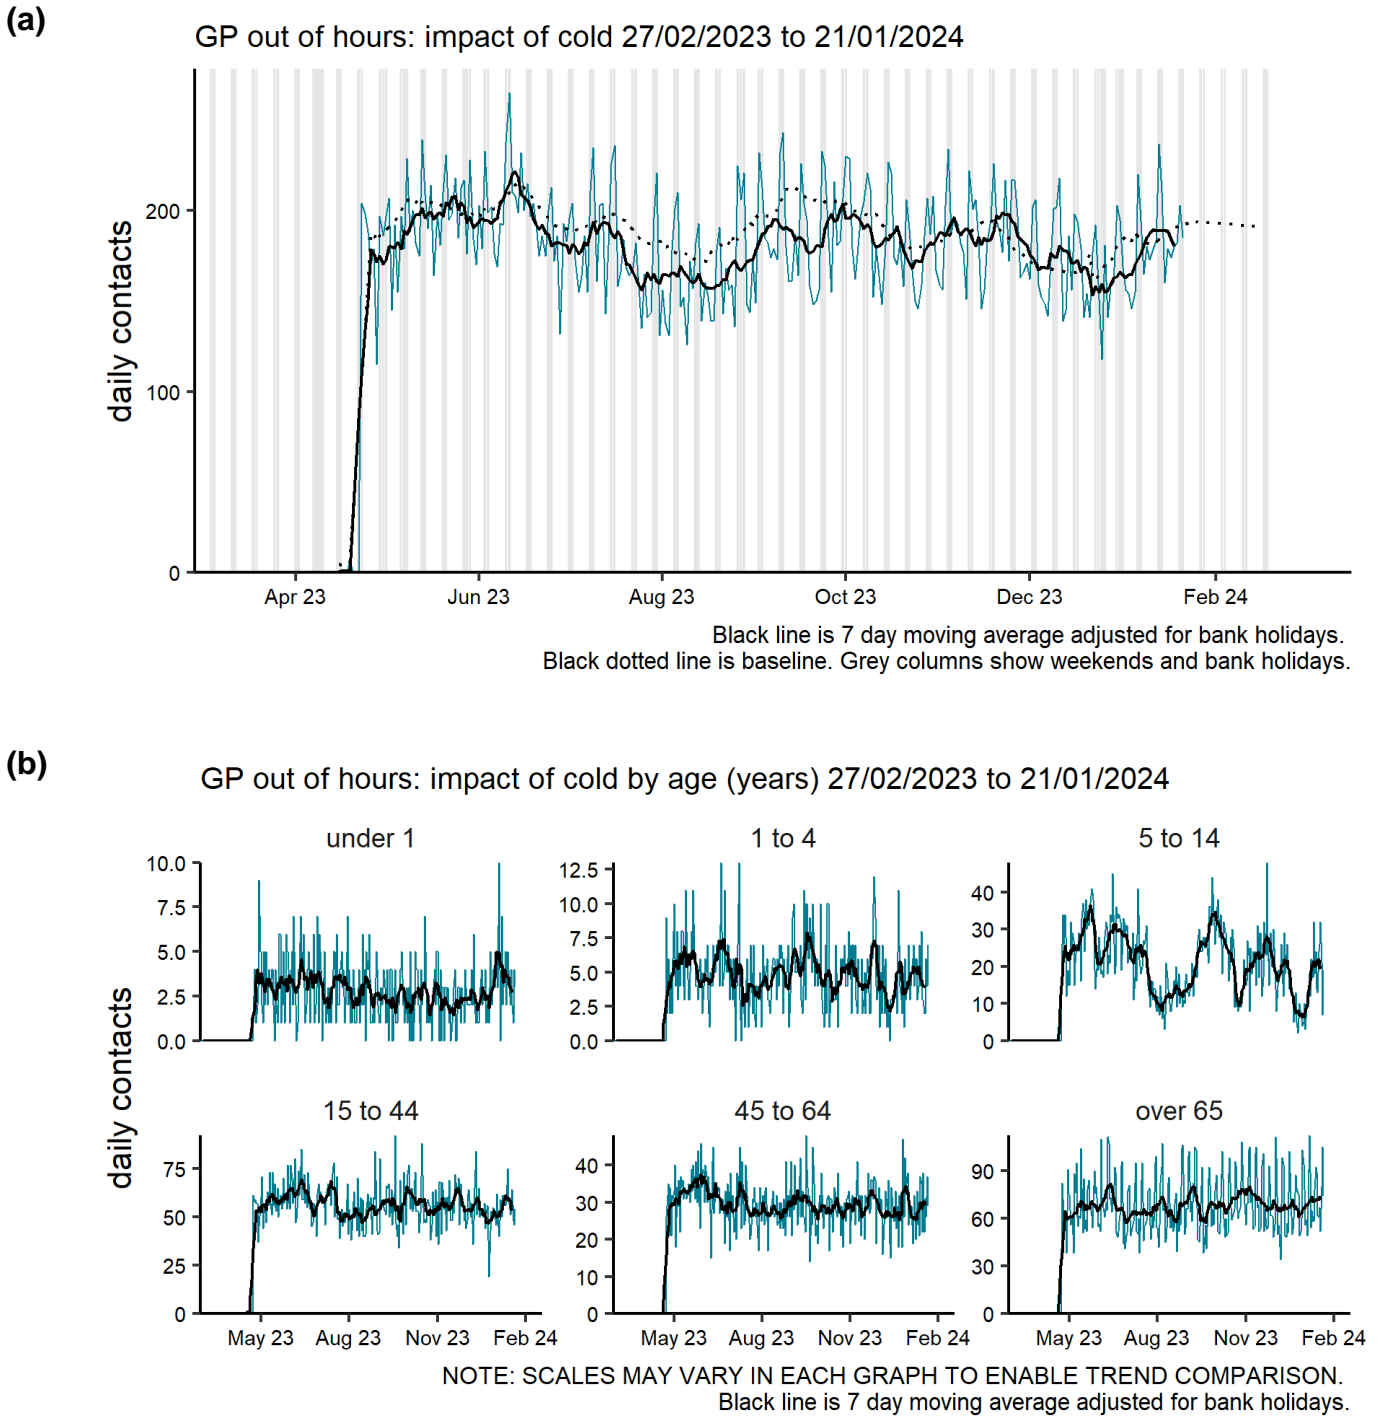 (a)
GP out of hours: impact of cold 27/02/2023 to 21/01/2024
daily contacts
200
100
0
Apr 23 Jun 23 Aug 23 Oct 23 Dec 23 Feb 24
Black line is 7 day moving average adjusted for bank holidays.
Black dotted line is baseline. Grey columns show weekends and bank holidays.
(b)
GP out of hours: impact of cold by age (years) 27/02/2023 to 21/01/2024
daily contacts
under 1
10.0
7.5
5.0
2.5
0.0
1 to 4
12.5
10.0
7.5
5.0
2.5
0.0
5 to 14
40
30
20
10
0
15 to 44
75
50
25
0
May 23 Aug 23 Nov 23 Feb 24
45 to 64
40
30
20
10
0
May 23 Aug 23 Nov 23 Feb 24
over 65
90
60
30
0
May 23 Aug 23 Nov 23 Feb 24
NOTE: SCALES MAY VARY IN EACH GRAPH TO ENABLE TREND COMPARISON.
Black line is 7 day moving average adjusted for bank holidays.